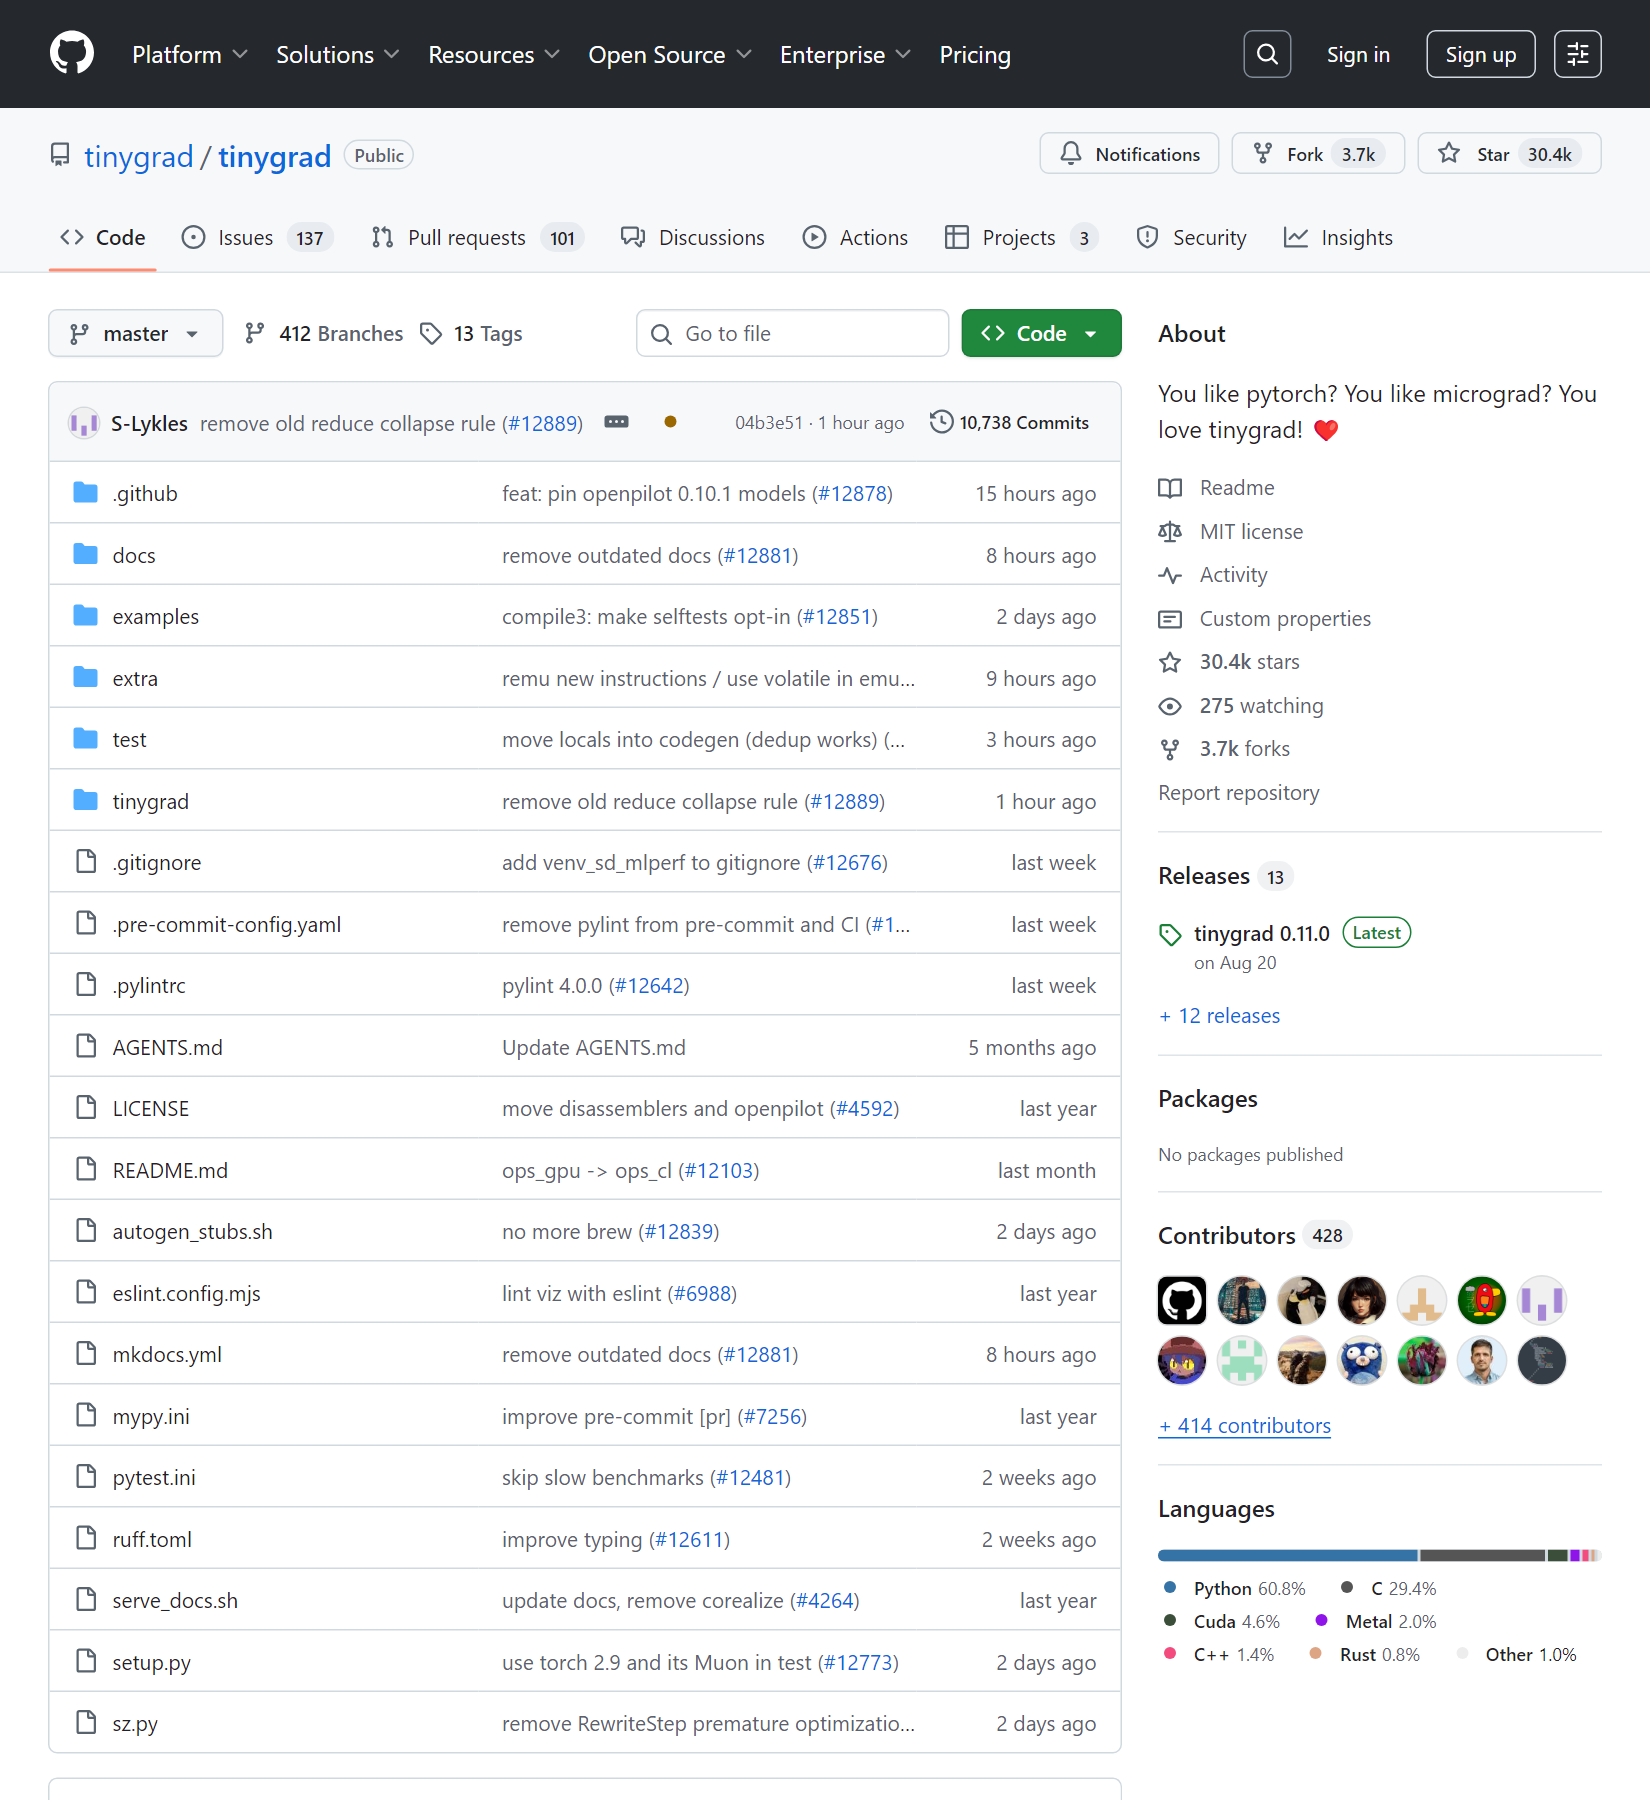 Platform Solutions Resources Open Source Enterprise Pricing Sign in Sign up
tinygrad / tinygrad Public Notifications Fork 3.7k Star 30.4k
Code Issues 137 Pull requests 101 Discussions Actions Projects 3 Security Insights
master 412 Branches 13 Tags Go to file Code
S-Lykles remove old reduce collapse rule (#12889) 04b3e51 · 1 hour ago 10,738 Commits
.github feat: pin openpilot 0.10.1 models (#12878) 15 hours ago
docs remove outdated docs (#12881) 8 hours ago
examples compile3: make selftests opt-in (#12851) 2 days ago
extra remu new instructions / use volatile in emu... 9 hours ago
test move locals into codegen (dedup works) (... 3 hours ago
tinygrad remove old reduce collapse rule (#12889) 1 hour ago
.gitignore add venv_sd_mlperf to gitignore (#12676) last week
.pre-commit-config.yaml remove pylint from pre-commit and CI (#1... last week
.pylintrc pylint 4.0.0 (#12642) last week
AGENTS.md Update AGENTS.md 5 months ago
LICENSE move disassemblers and openpilot (#4592) last year
README.md ops_gpu -> ops_cl (#12103) last month
autogen_stubs.sh no more brew (#12839) 2 days ago
eslint.config.mjs lint viz with eslint (#6988) last year
mkdocs.yml remove outdated docs (#12881) 8 hours ago
mypy.ini improve pre-commit [pr] (#7256) last year
pytest.ini skip slow benchmarks (#12481) 2 weeks ago
ruff.toml improve typing (#12611) 2 weeks ago
serve_docs.sh update docs, remove corealize (#4264) last year
setup.py use torch 2.9 and its Muon in test (#12773) 2 days ago
sz.py remove RewriteStep premature optimizatio... 2 days ago
About
You like pytorch? You like micrograd? You
love tinygrad! ❤️
Readme
MIT license
Activity
Custom properties
30.4k stars
275 watching
3.7k forks
Report repository
Releases 13
tinygrad 0.11.0 Latest
on Aug 20
+ 12 releases
Packages
No packages published
Contributors 428
+ 414 contributors
Languages
Python 60.8% C 29.4%
Cuda 4.6% Metal 2.0%
C++ 1.4% Rust 0.8% Other 1.0%